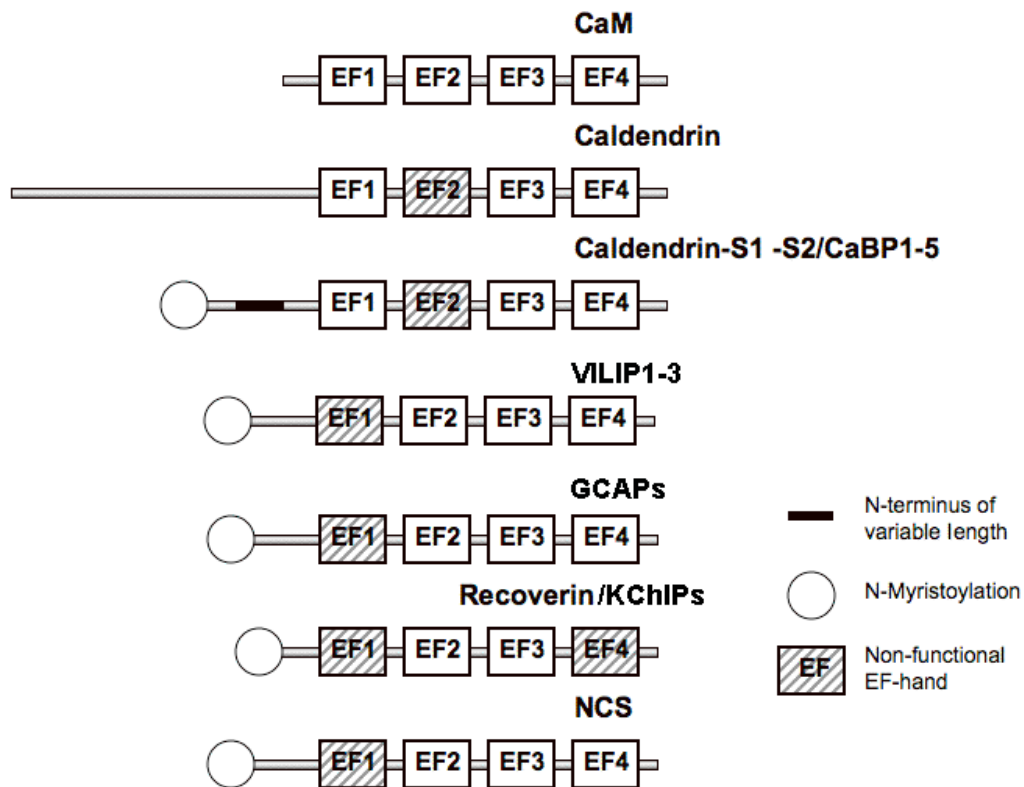 CaM
EF1 EF2 EF3 EF4
Caldendrin
EF1 EF2 EF3 EF4
Caldendrin-S1 -S2/CaBP1-5
EF1 EF2 EF3 EF4
VILIP1-3
EF1 EF2 EF3 EF4
GCAPs
EF1 EF2 EF3 EF4
Recoverin/KChIPs
EF1 EF2 EF3 EF4
NCS
EF1 EF2 EF3 EF4
N-terminus of
variable length
N-Myristoylation
EF
Non-functional
EF-hand